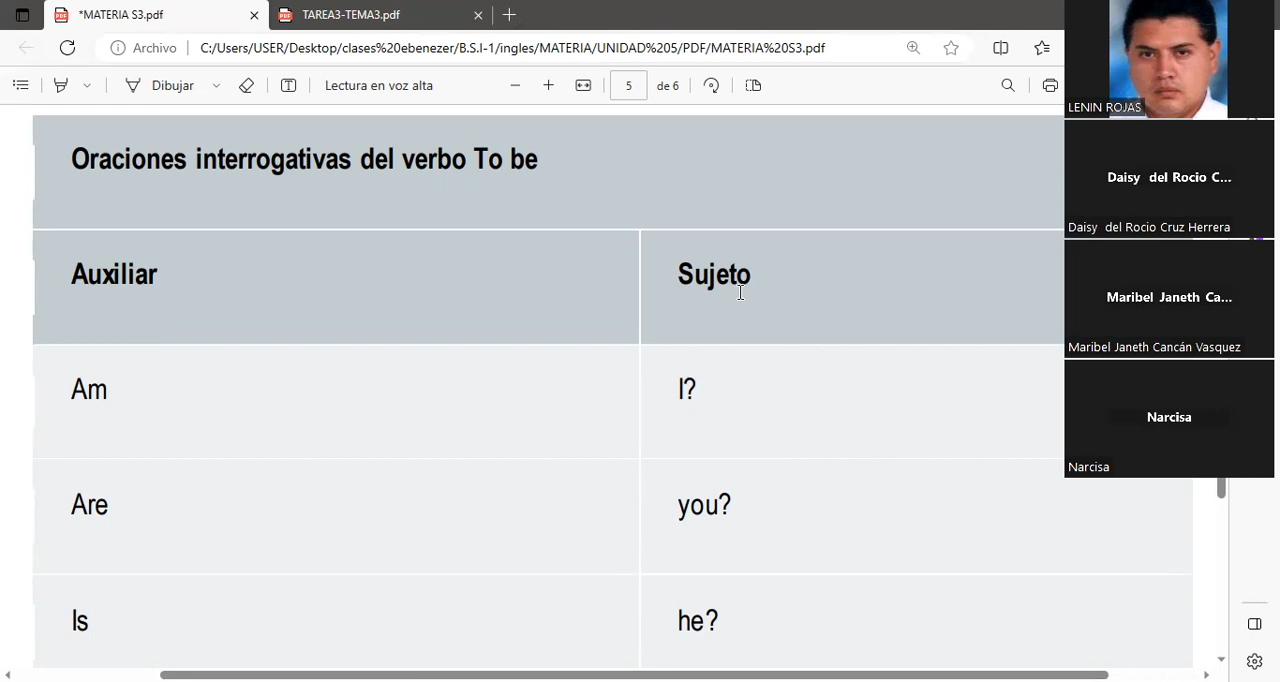 *MATERIA S3.pdf
TAREA3-TEMA3.pdf
Archivo
C:/Users/USER/Desktop/clases%20ebenezer/B.S.I-1/ingles/MATERIA/UNIDAD%205/PDF/MATERIA%20S3.pdf
Dibujar
Lectura en voz alta
5
de 6
LENIN ROJAS
Oraciones interrogativas del verbo To be
Daisy del Rocio C...
Daisy del Rocio Cruz Herrera
Auxiliar
Sujeto
Maribel Janeth Ca...
Maribel Janeth Cancán Vasquez
Am
I?
Narcisa
Narcisa
Are
you?
Is
he?